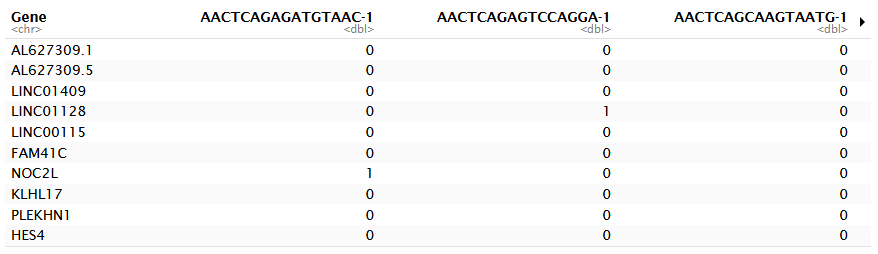 Gene AACTCAGAGATGTAAC-1 AACTCAGAGTCCAGGA-1 AACTCAGCAAGTAATG-1
<chr> <dbl> <dbl> <dbl>
AL627309.1 0 0 0
AL627309.5 0 0 0
LINC01409 0 0 0
LINC01128 0 1 0
LINC00115 0 0 0
FAM41C 0 0 0
NOC2L 1 0 0
KLHL17 0 0 0
PLEKHN1 0 0 0
HES4 0 0 0